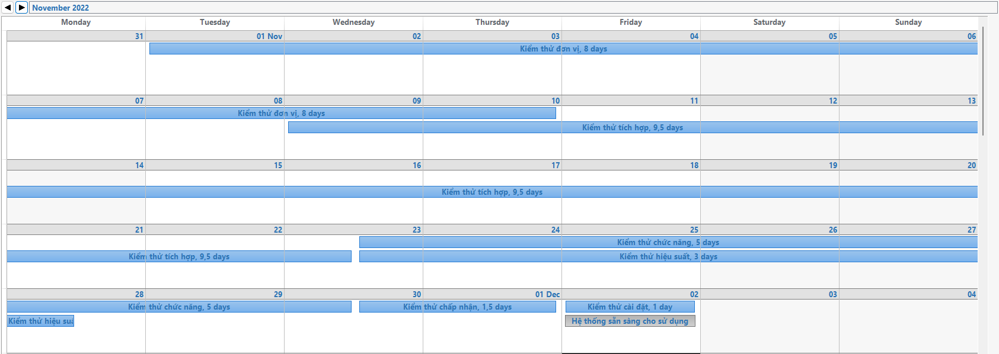 November 2022
Monday Tuesday Wednesday Thursday Friday Saturday Sunday
31 01 Nov 02 03 04 05 06
Kiểm thử đơn vị, 8 days
07 08 09 10 11 12 13
Kiểm thử đơn vị, 8 days
Kiểm thử tích hợp, 9,5 days
14 15 16 17 18 19 20
Kiểm thử tích hợp, 9,5 days
21 22 23 24 25 26 27
Kiểm thử chức năng, 5 days
Kiểm thử tích hợp, 9,5 days Kiểm thử hiệu suất, 3 days
28 29 30 01 Dec 02 03 04
Kiểm thử chức năng, 5 days Kiểm thử chấp nhận, 1,5 days Kiểm thử cài đặt, 1 day
Kiểm thử hiệu suấ Hệ thống sẵn sàng cho sử dụng